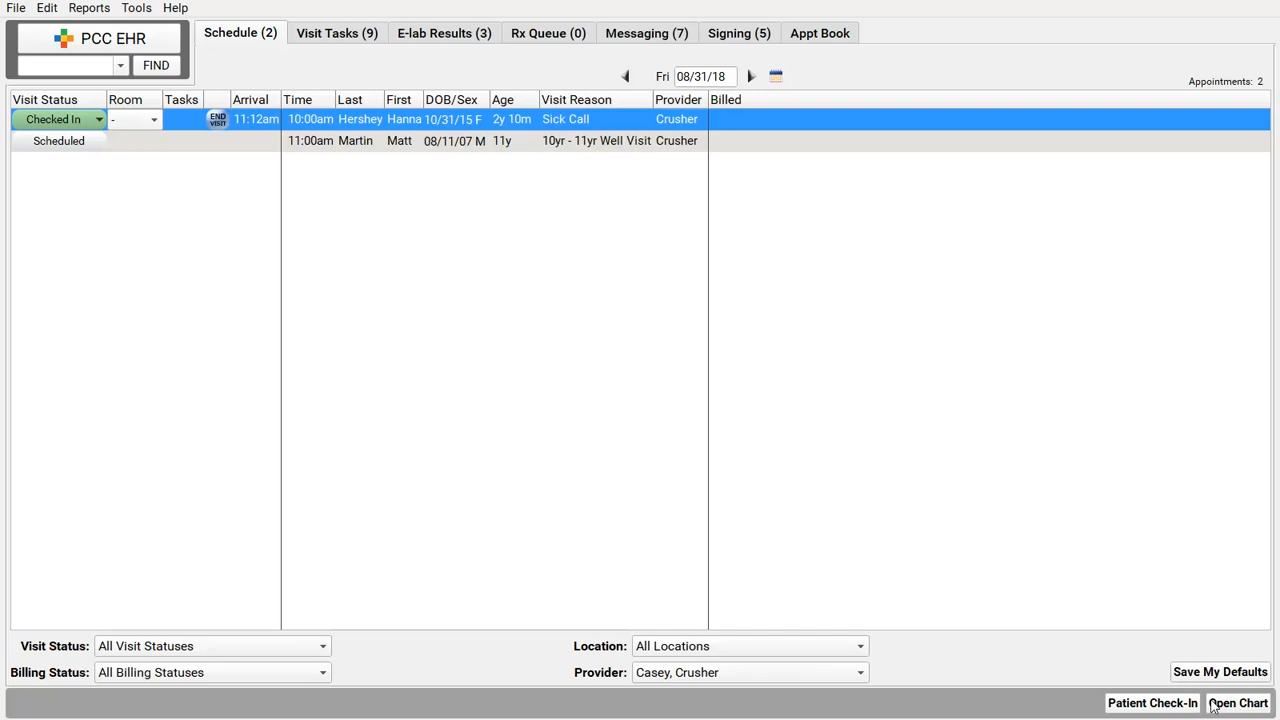 File Edit Reports Tools Help
PCC EHR
FIND
Schedule (2) Visit Tasks (9) E-lab Results (3) Rx Queue (0) Messaging (7) Signing (5) Appt Book
Fri 08/31/18
Appointments: 2
Visit Status Room Tasks Arrival Time Last First DOB/Sex Age Visit Reason Provider Billed
Checked In - END VISIT 11:12am 10:00am Hershey Hanna 10/31/15 F 2y 10m Sick Call Crusher
Scheduled 11:00am Martin Matt 08/11/07 M 11y 10yr - 11yr Well Visit Crusher
Visit Status: All Visit Statuses Location: All Locations
Billing Status: All Billing Statuses Provider: Casey, Crusher Save My Defaults
Patient Check-In Open Chart